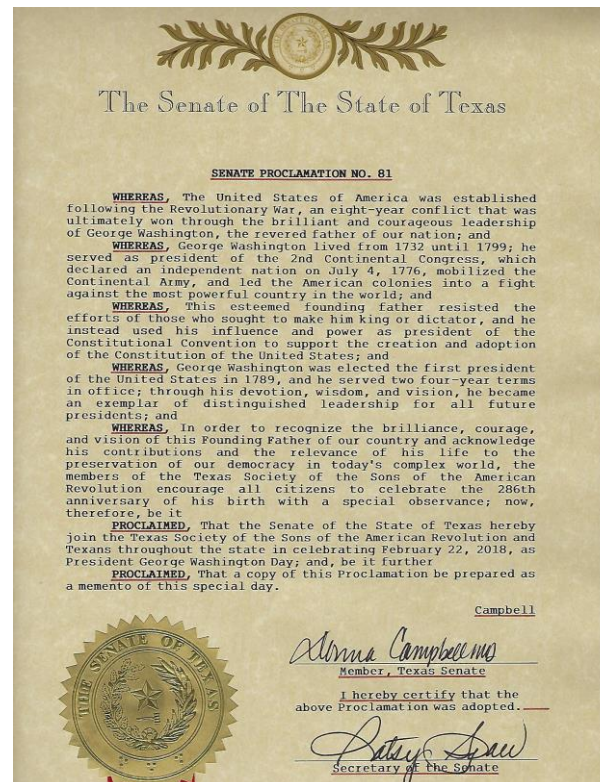 The Senate of The State of Texas
SENATE PROCLAMATION NO. 81
WHEREAS, The United States of America was established
following the Revolutionary War, an eight-year conflict that was
ultimately won through the brilliant and courageous leadership
of George Washington, the revered father of our nation; and
WHEREAS, George Washington lived from 1732 until 1799; he
served as president of the 2nd Continental Congress, which
declared an independent nation on July 4, 1776, mobilized the
Continental Army, and led the American colonies into a fight
against the most powerful country in the world; and
WHEREAS, This esteemed founding father resisted the
efforts of those who sought to make him king or dictator, and he
instead used his influence and power as president of the
Constitutional Convention to support the creation and adoption
of the Constitution of the United States; and
WHEREAS, George Washington was elected the first president
of the United States in 1789, and he served two four-year terms
in office; through his devotion, wisdom, and vision, he became
an exemplar of distinguished leadership for all future
presidents; and
WHEREAS, In order to recognize the brilliance, courage,
and vision of this Founding Father of our country and acknowledge
his contributions and the relevance of his life to the
preservation of our democracy in today's complex world, the
members of the Texas Society of the Sons of the American
Revolution encourage all citizens to celebrate the 286th
anniversary of his birth with a special observance; now,
therefore, be it
PROCLAIMED, That the Senate of the State of Texas hereby
join the Texas Society of the Sons of the American Revolution and
Texans throughout the state in celebrating February 22, 2018, as
President George Washington Day; and, be it further
PROCLAIMED, That a copy of this Proclamation be prepared as
a memento of this special day.
Campbell
Donna Campbell MD
Member, Texas Senate
I hereby certify that the
above Proclamation was adopted.
Patsy Spaw
Secretary of the Senate
THE SENATE OF TEXAS